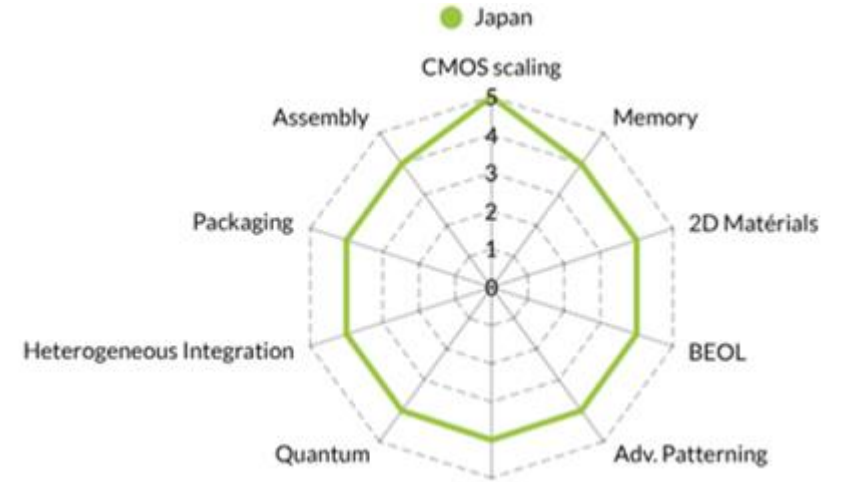 Japan
CMOS scaling
Assembly
Memory
5
4
3
2
1
0
Packaging
2D Matérials
Heterogeneous Integration
BEOL
Quantum
Adv. Patterning